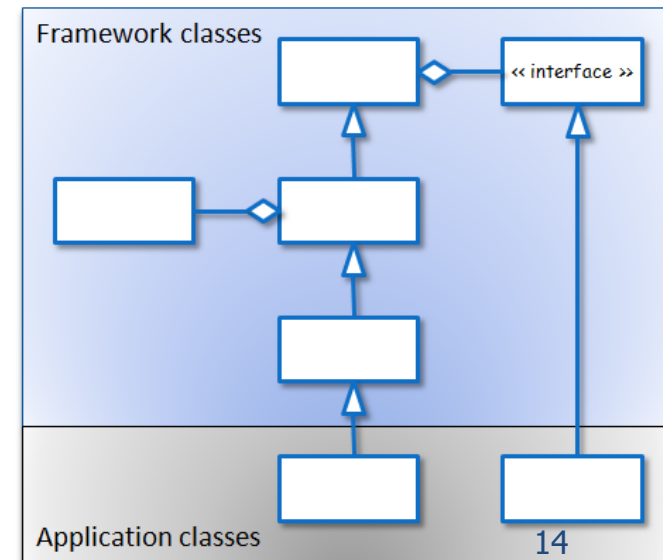 Framework classes
<< interface >>
Application classes
14